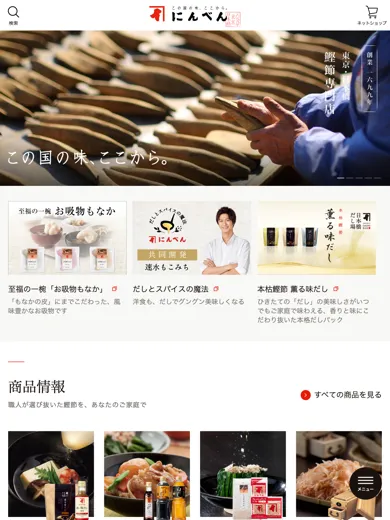 この国の味、ここから。
にんべん
検索
ネットショップ
創業一六九九年
東京・
鰹節専門店
この国の味、ここから。
至福の一椀 お吸物もなか
だしとスパイスの魔法
にんべん
共同開発
速水もこみち
日本橋だし場
本枯鰹節
薫る味だし
至福の一椀「お吸物もなか」
「もなかの皮」にまでこだわった、風
味豊かなお吸物です
だしとスパイスの魔法
洋食も、だしでグングン美味しくなる
本枯鰹節 薫る味だし
ひきたての「だし」の美味しさがいつ
でもご家庭で味わえる、香りと味にこ
だわり抜いた本格だしパック
商品情報
職人が選び抜いた鰹節を、あなたのご家庭で
すべての商品を見る
メニュー